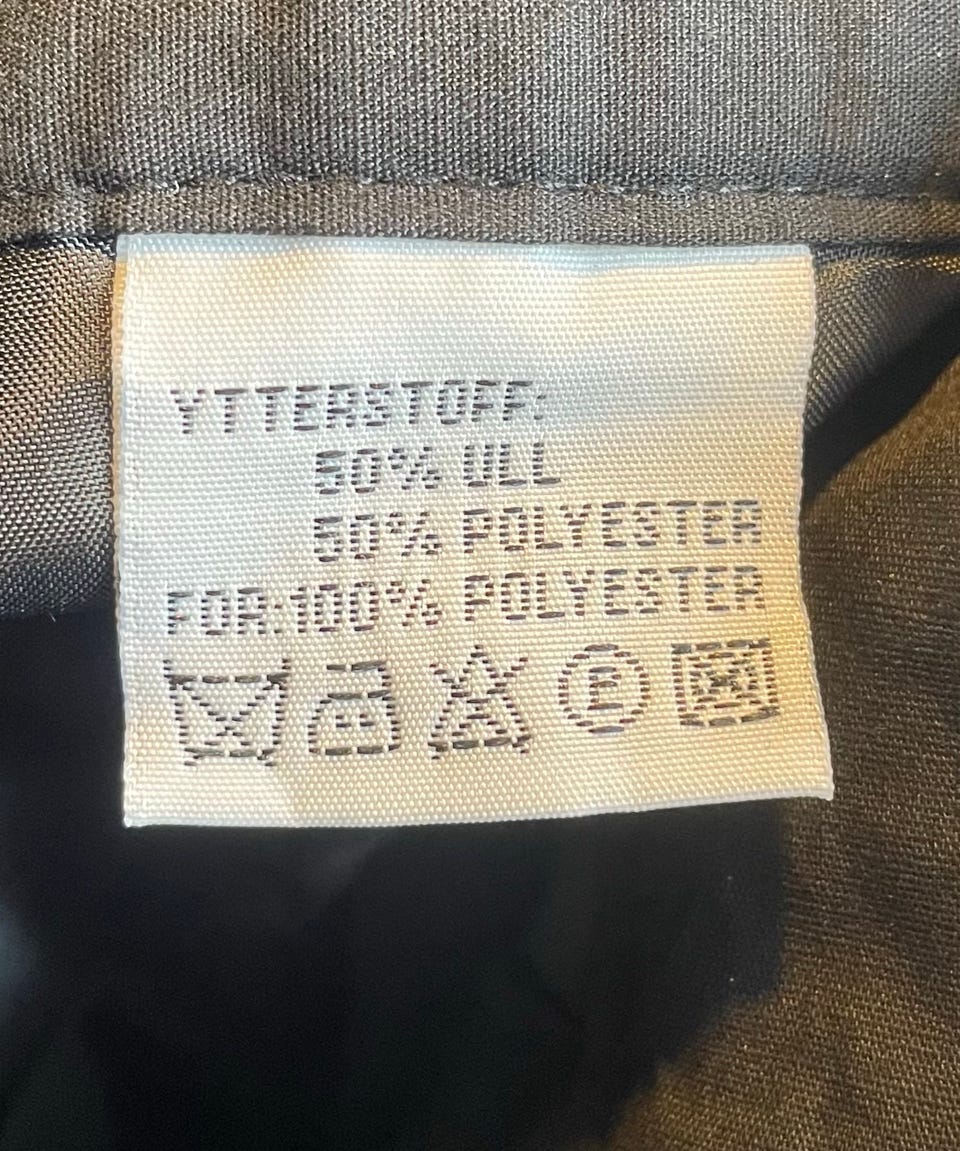 YTTERSTOFF:
50% ULL
50% POLYESTER
FOR:100% POLYESTER
P